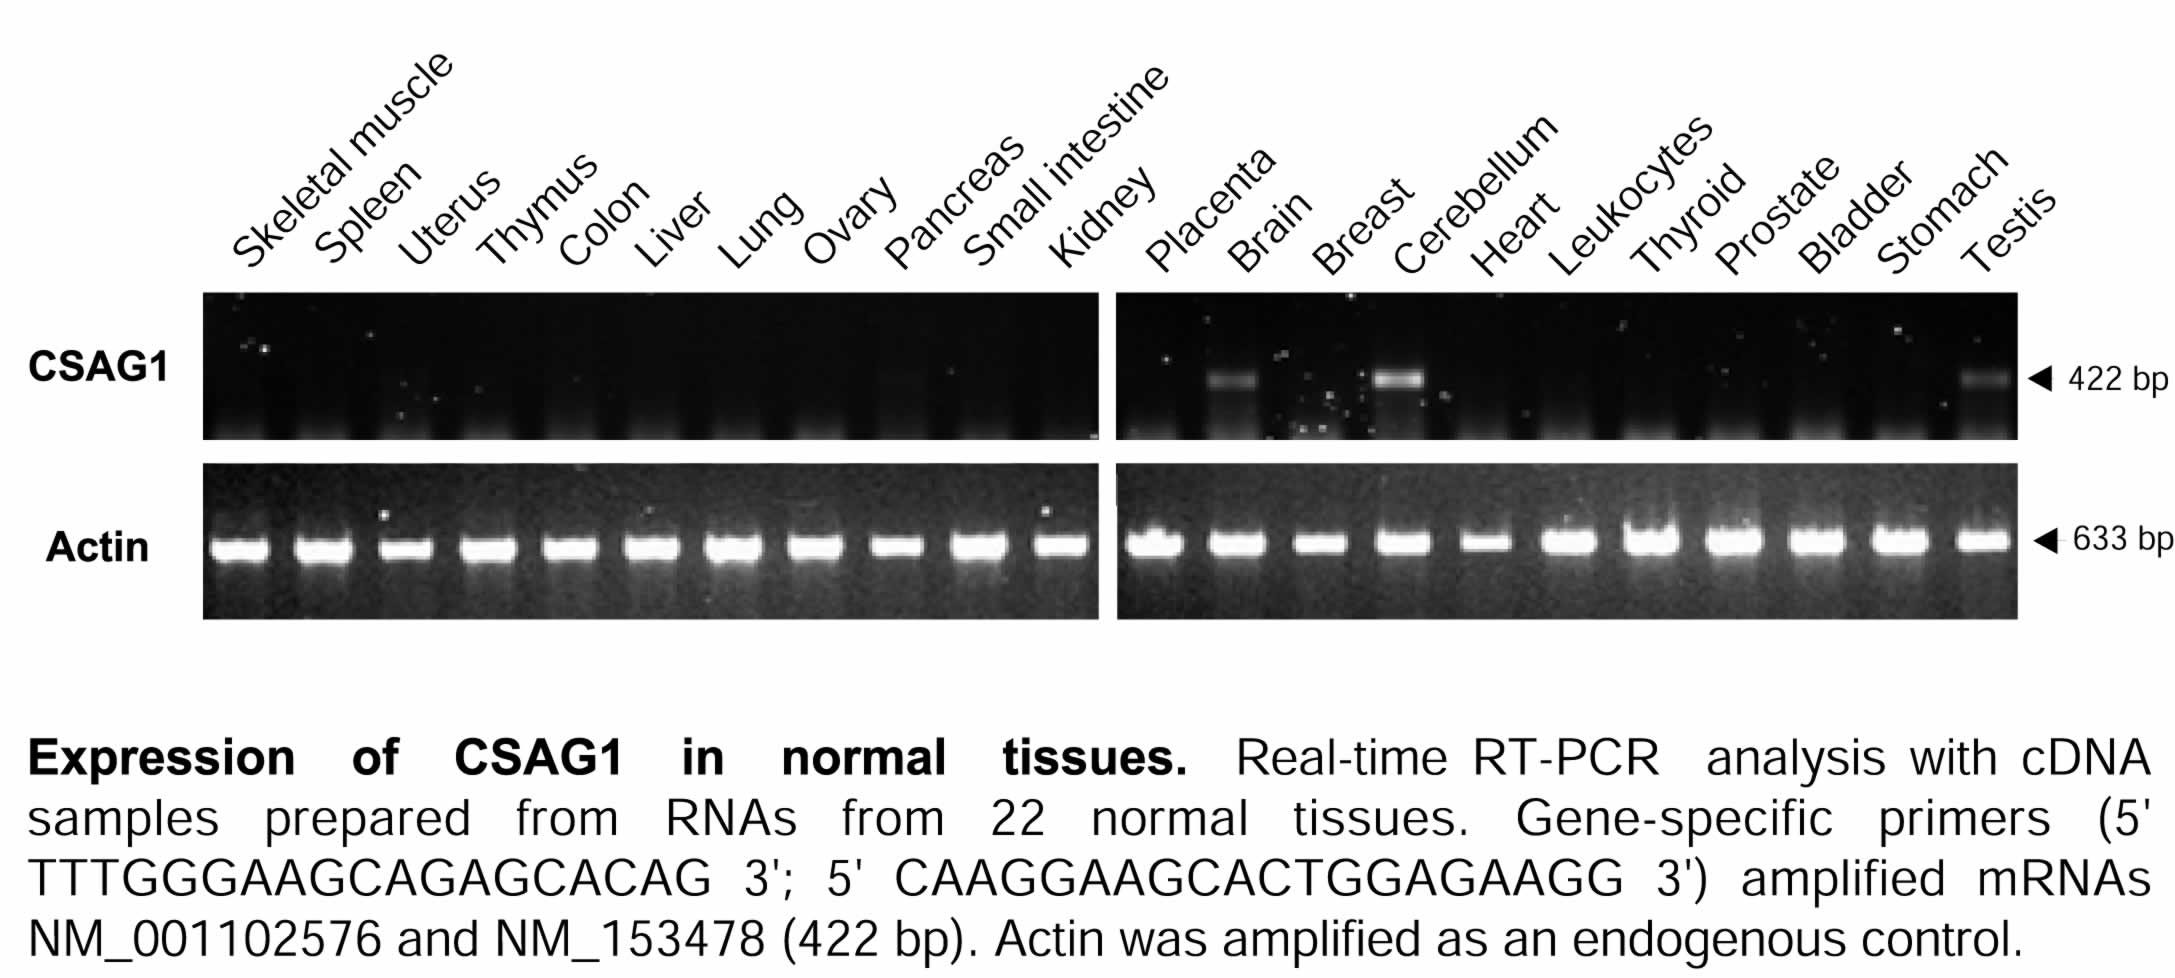 Skeletal muscle
Spleen
Uterus
Thymus
Colon
Liver
Lung
Ovary
Pancreas
Small intestine
Kidney
Placenta
Brain
Breast
Cerebellum
Heart
Leukocytes
Thyroid
Prostate
Bladder
Stomach
Testis
CSAG1
422 bp
Actin
633 bp
Expression of CSAG1 in normal tissues. Real-time RT-PCR analysis with cDNA
samples prepared from RNAs from 22 normal tissues. Gene-specific primers (5'
TTTGGGAAGCAGAGCACAG 3'; 5' CAAGGAAGCACTGGAGAAGG 3') amplified mRNAs
NM_001102576 and NM_153478 (422 bp). Actin was amplified as an endogenous control.